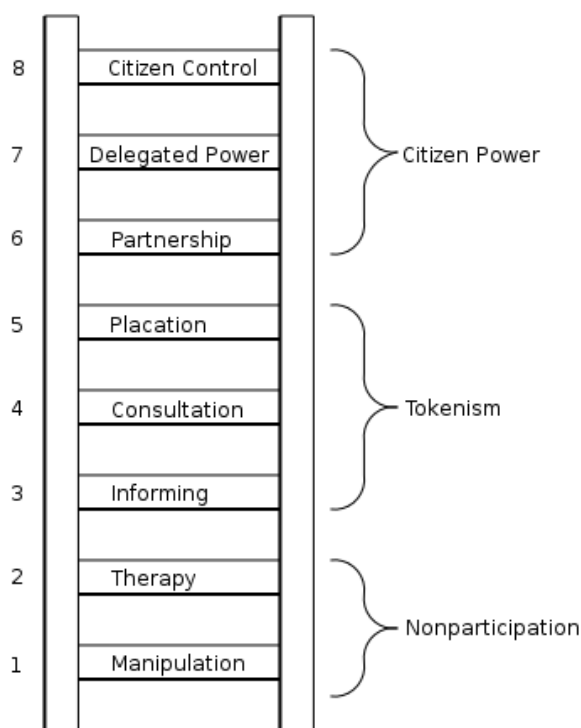 8 Citizen Control
7 Delegated Power
Citizen Power
6 Partnership
5 Placation
4 Consultation
Tokenism
3 Informing
2 Therapy
Nonparticipation
1 Manipulation